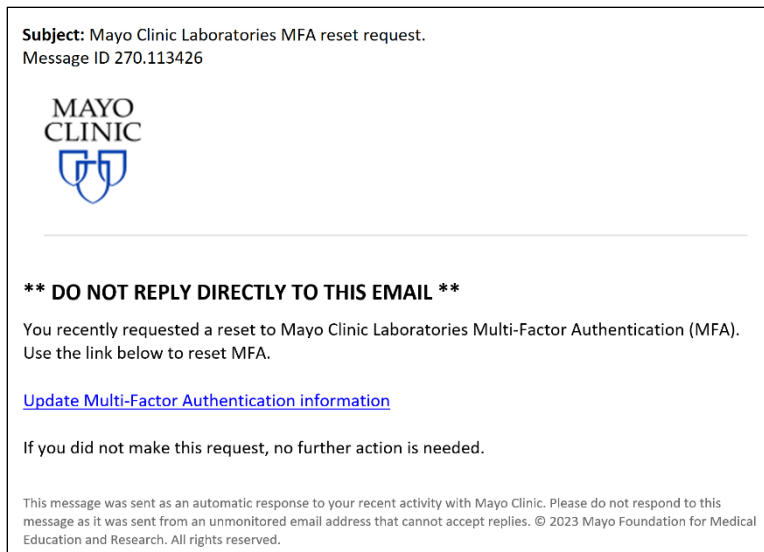 Subject: Mayo Clinic Laboratories MFA reset request.
Message ID 270.113426
MAYO
CLINIC
** DO NOT REPLY DIRECTLY TO THIS EMAIL **
You recently requested a reset to Mayo Clinic Laboratories Multi-Factor Authentication (MFA).
Use the link below to reset MFA.
Update Multi-Factor Authentication information
If you did not make this request, no further action is needed.
This message was sent as an automatic response to your recent activity with Mayo Clinic. Please do not respond to this
message as it was sent from an unmonitored email address that cannot accept replies. © 2023 Mayo Foundation for Medical
Education and Research. All rights reserved.